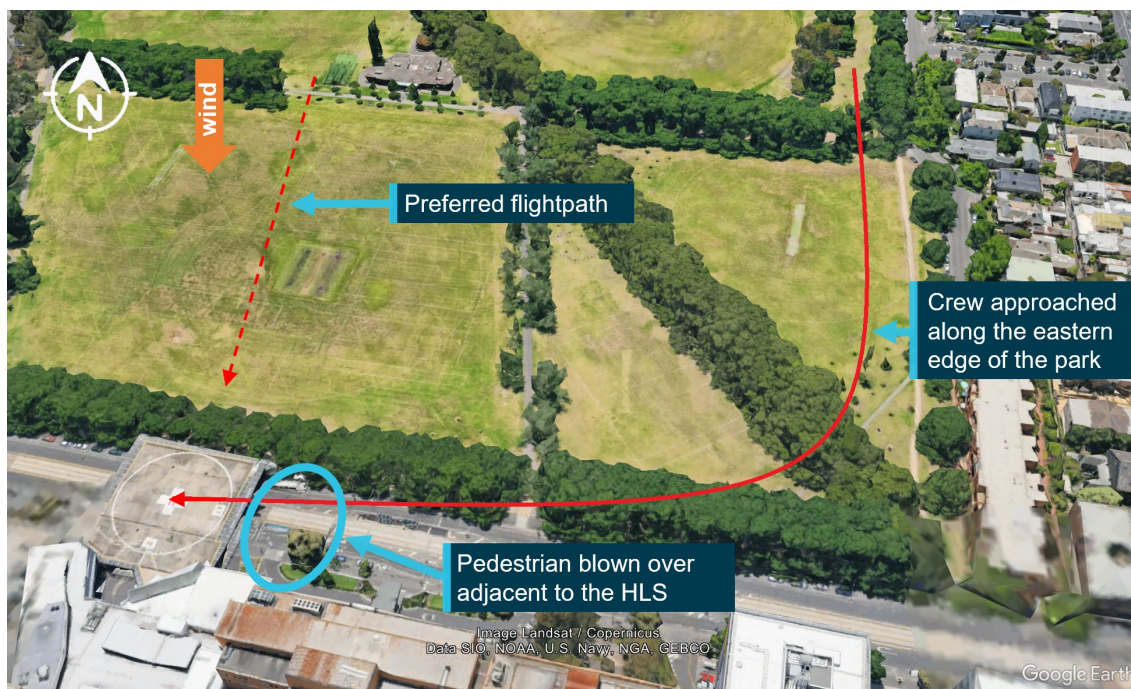 N
wind
Preferred flightpath
Crew approached
along the eastern
edge of the park
Pedestrian blown over
adjacent to the HLS
Image Landsat / Copernicus
Data SIO, NOAA, U.S. Navy, NGA, GEBCO
Google Earth